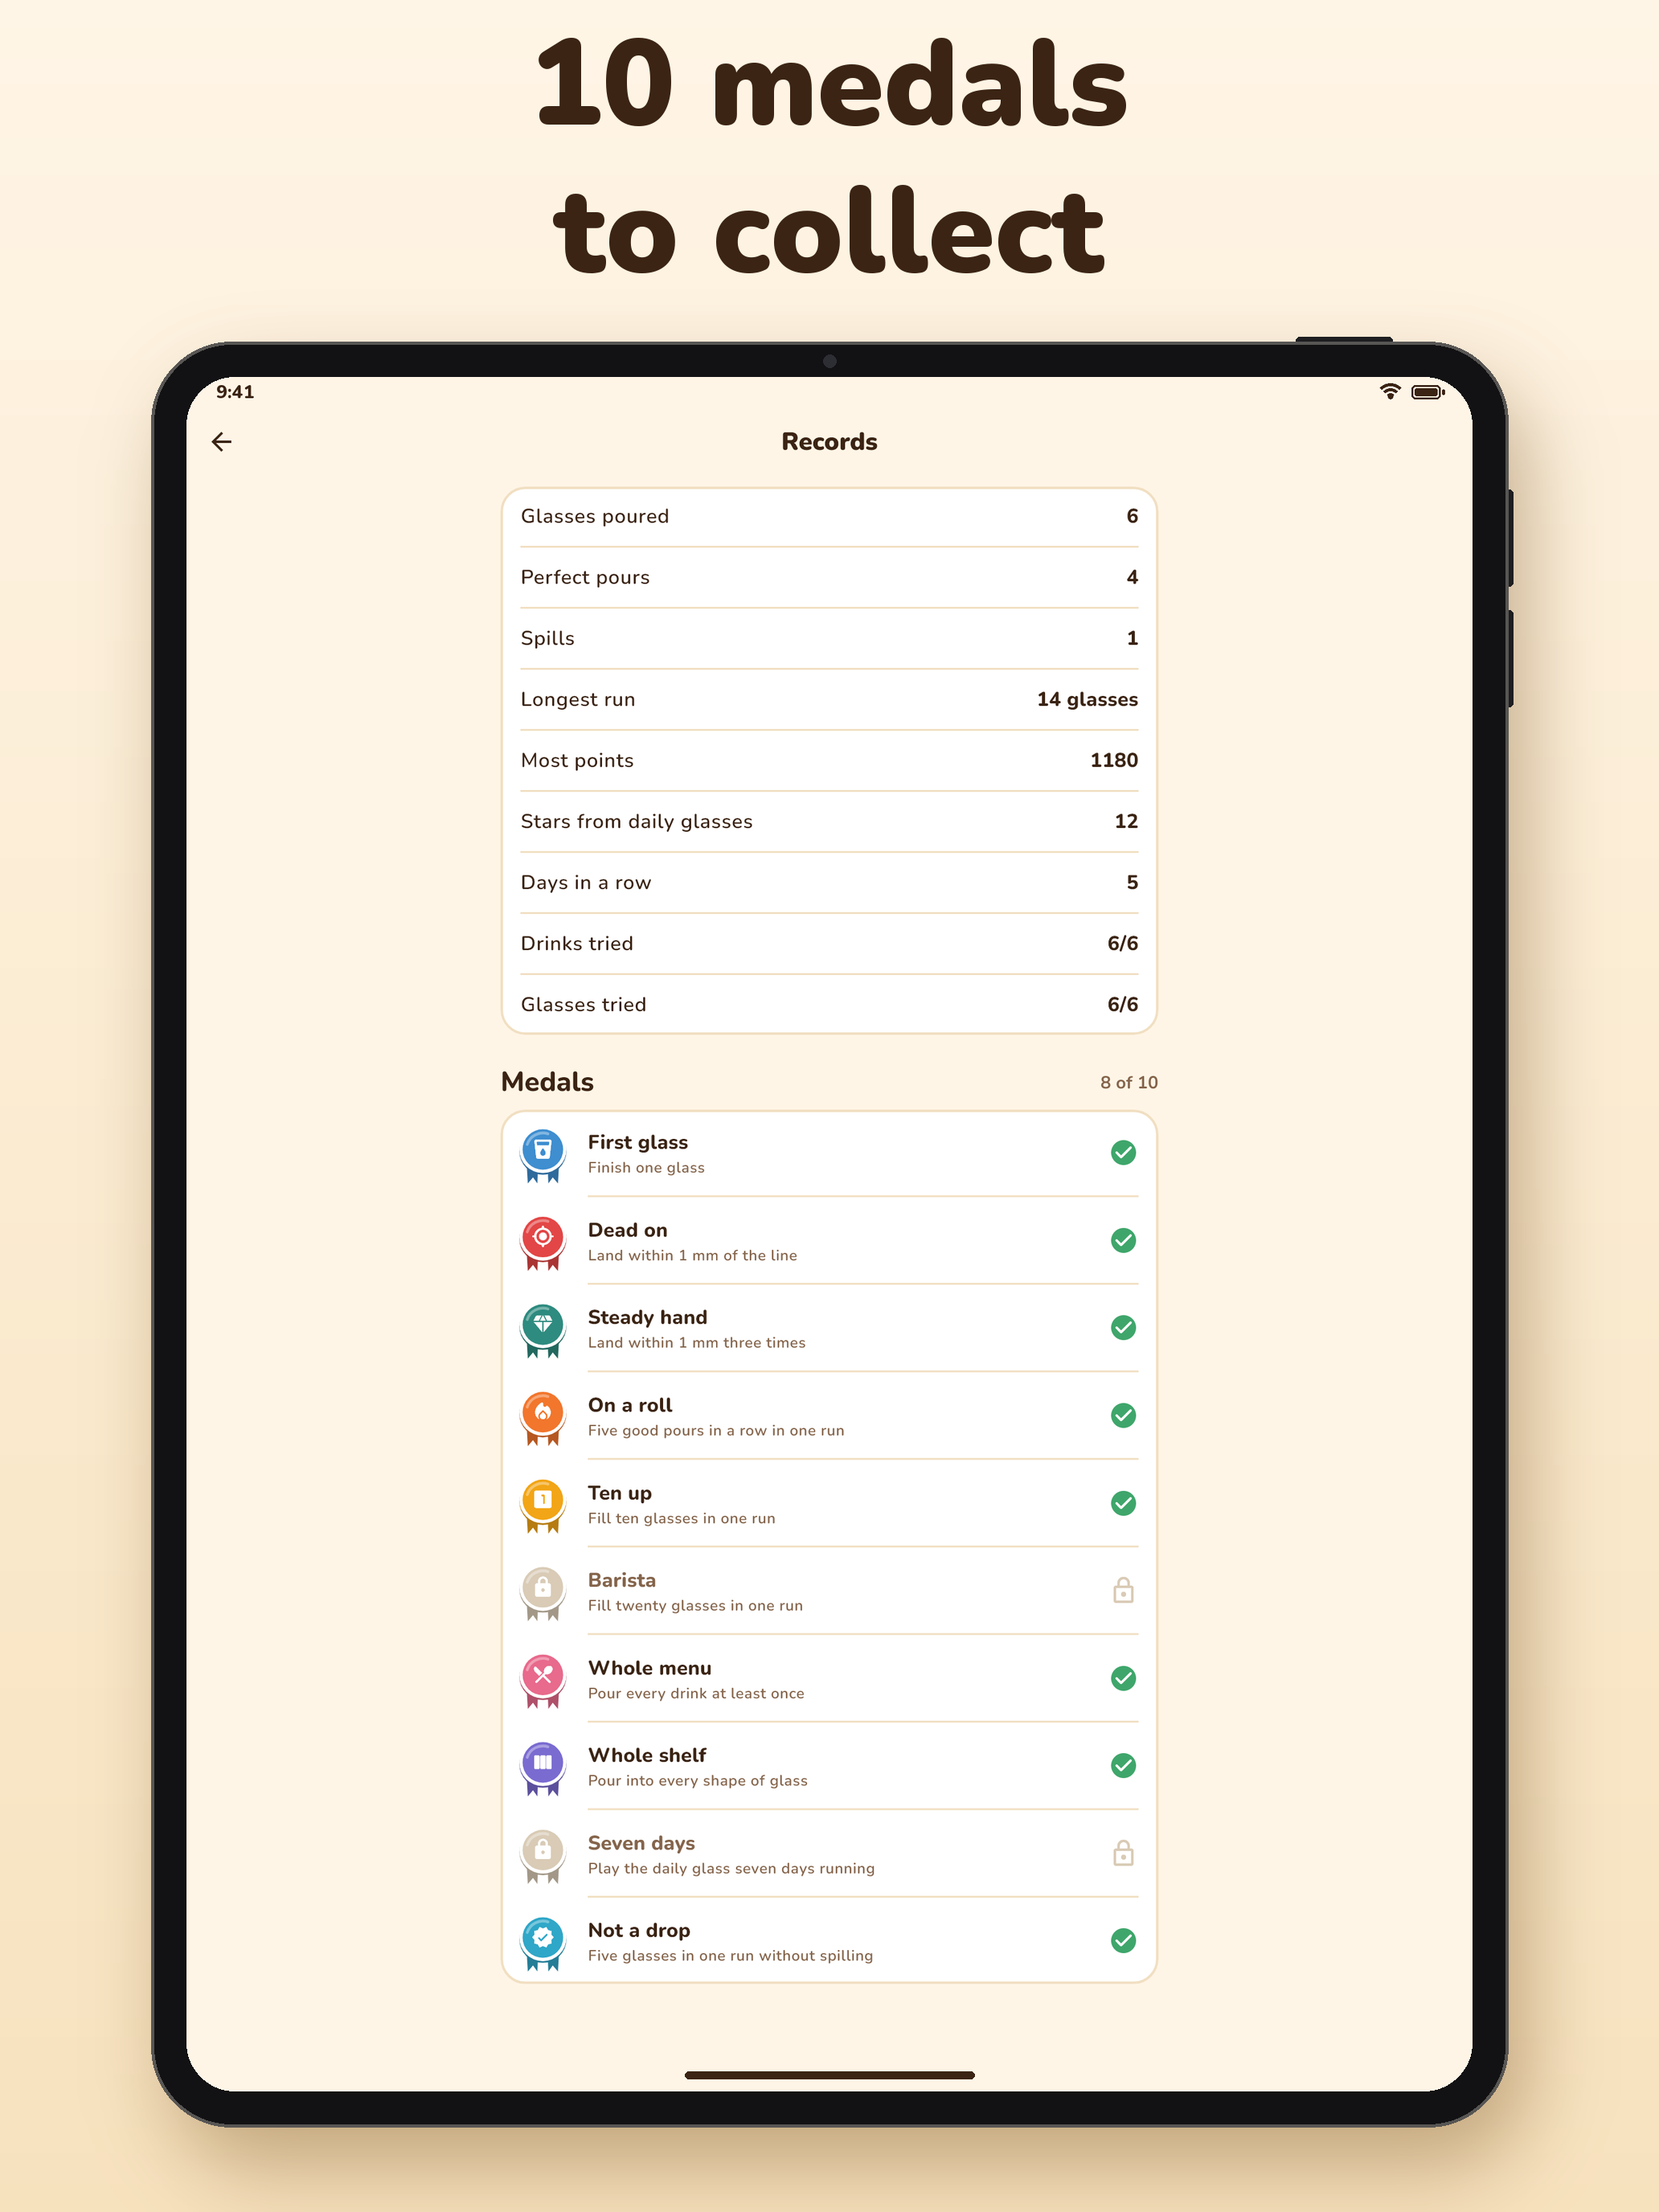 10 medals
to collect
9:41
Records
Glasses poured 6
Perfect pours 4
Spills 1
Longest run 14 glasses
Most points 1180
Stars from daily glasses 12
Days in a row 5
Drinks tried 6/6
Glasses tried 6/6
Medals 8 of 10
First glass
Finish one glass
Dead on
Land within 1 mm of the line
Steady hand
Land within 1 mm three times
On a roll
Five good pours in a row in one run
1
Ten up
Fill ten glasses in one run
Barista
Fill twenty glasses in one run
Whole menu
Pour every drink at least once
Whole shelf
Pour into every shape of glass
Seven days
Play the daily glass seven days running
Not a drop
Five glasses in one run without spilling